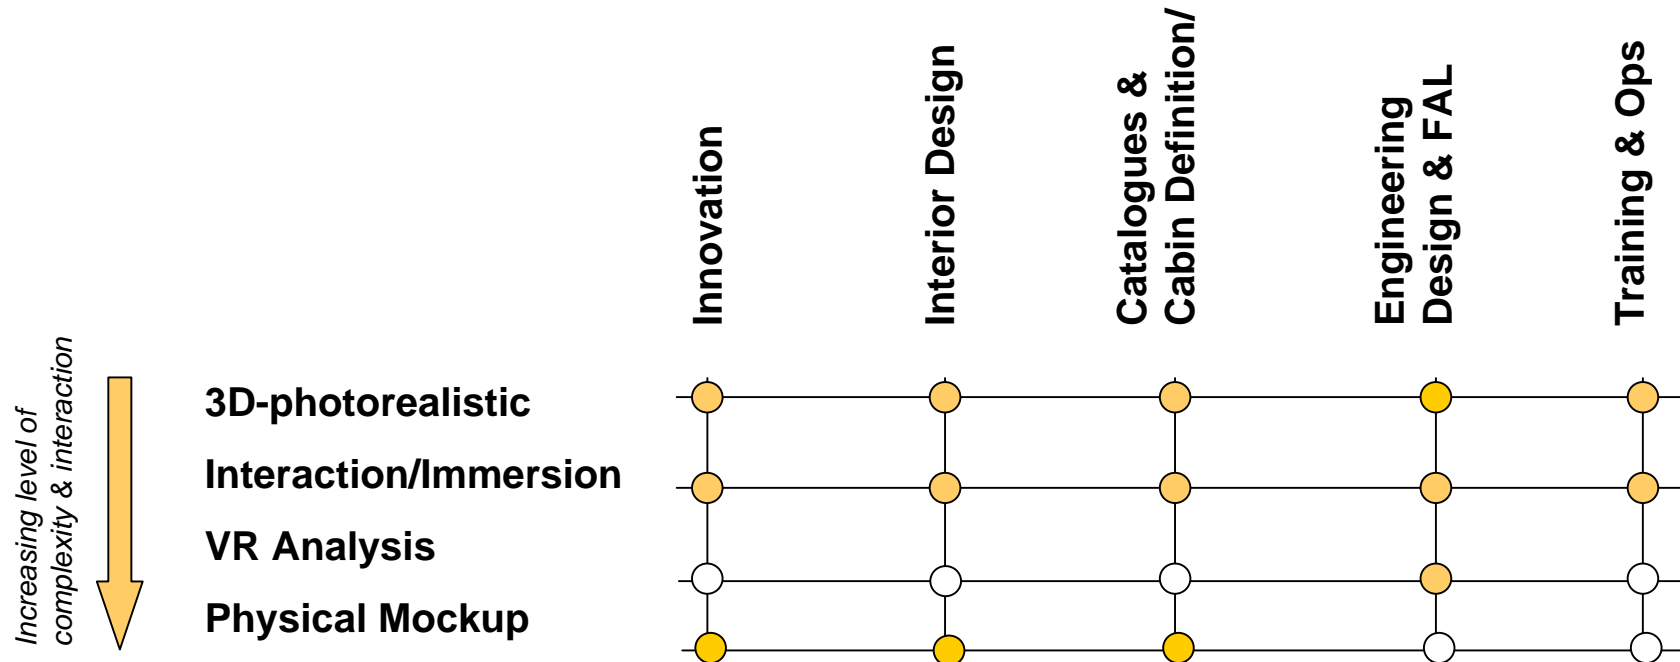 Innovation
Interior Design
Catalogues &
Cabin Definition/
Engineering
Design & FAL
Training & Ops
Increasing level of
complexity & interaction
3D-photorealistic
Interaction/Immersion
VR Analysis
Physical Mockup